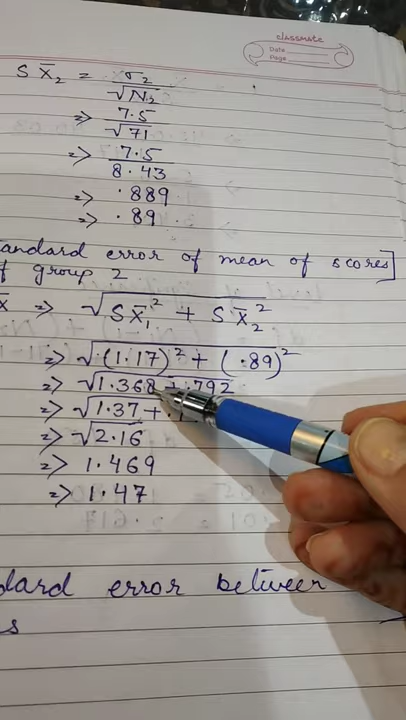 classmate
Date
Page
S X̄₂ = σ₂ / √N₂
=> 7.5 / √71
=> 7.5 / 8.43
=> .889
=> .89
tandard error of mean of scores]
f group 2
X̄ => √SX̄₁² + SX̄₂²
=> √(1.17)² + (.89)²
=> √1.368 + .792
=> √1.37 +
=> √2.16
=> 1.469
=> 1.47
dard error between
s